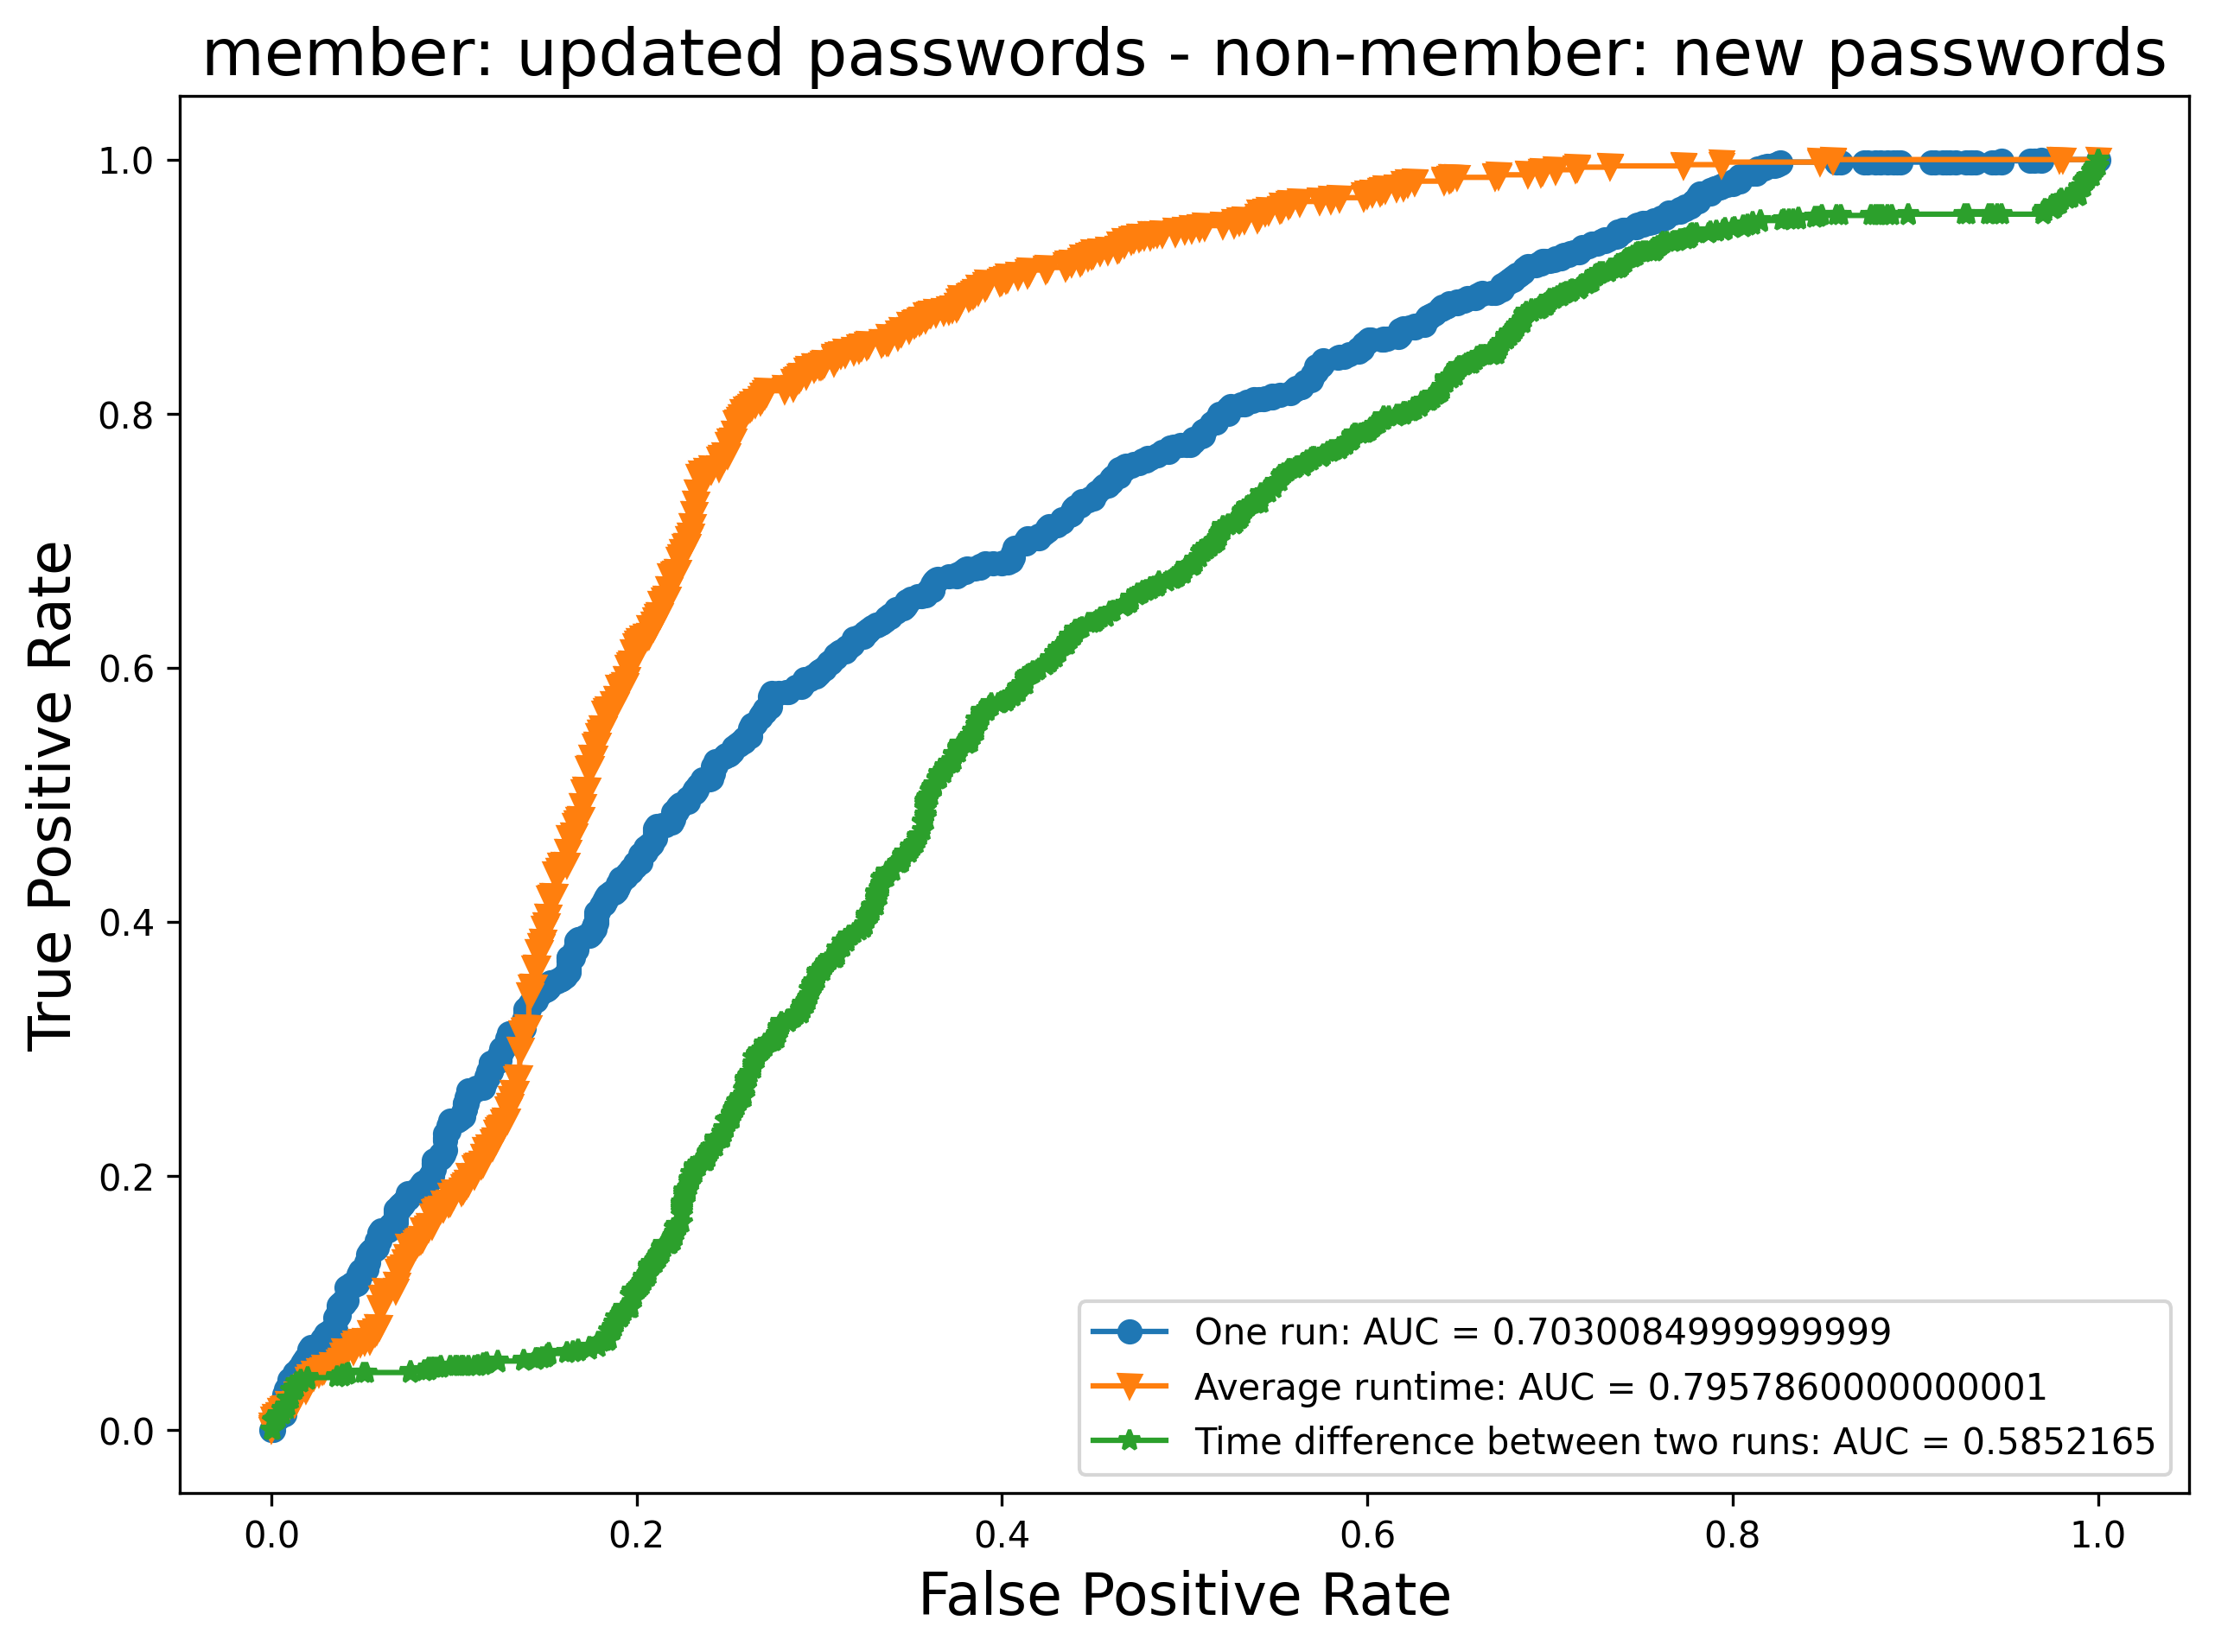 member: updated passwords - non-member: new passwords
1.0
0.8
0.6
0.4
0.2
0.0
True Positive Rate
One run: AUC = 0.7030084999999999
Average runtime: AUC = 0.7957860000000001
Time difference between two runs: AUC = 0.5852165
0.0 0.2 0.4 0.6 0.8 1.0
False Positive Rate